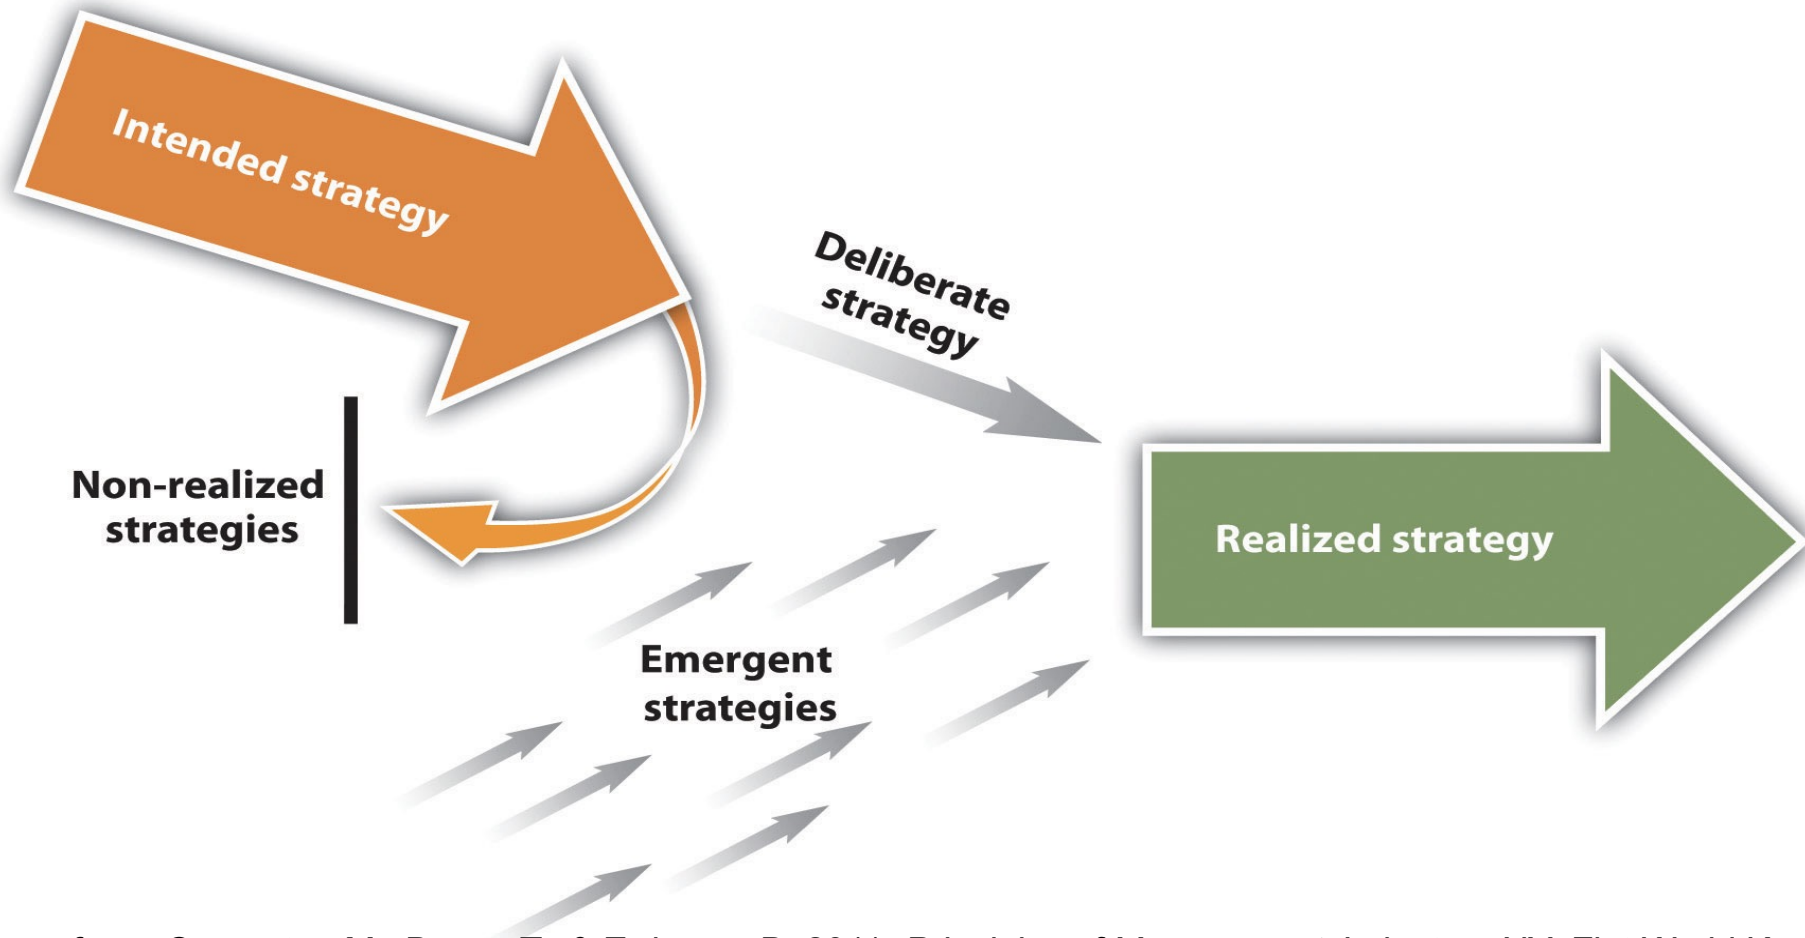 Intended strategy
Deliberate
strategy
Non-realized
strategies
Realized strategy
Emergent
strategies